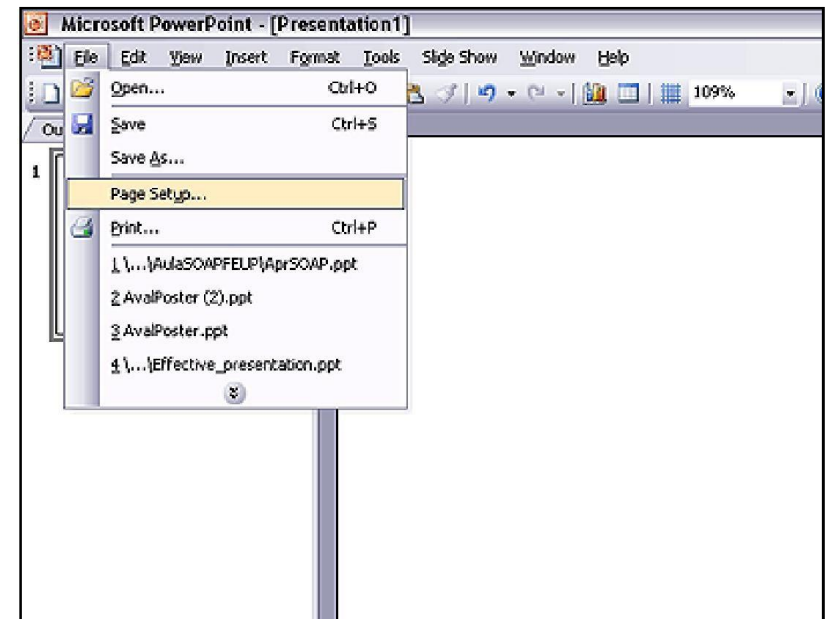 Microsoft PowerPoint - [Presentation1]
File Edit View Insert Format Tools Slide Show Window Help
109%
Open... Ctrl+O
Ou
Save Ctrl+S
Save As...
1
Page Setup...
Print... Ctrl+P
1 \...\AulaSOAPFEUP\AprSOAP.ppt
2 AvalPoster (2).ppt
3 AvalPoster.ppt
4 \...\Effective_presentation.ppt